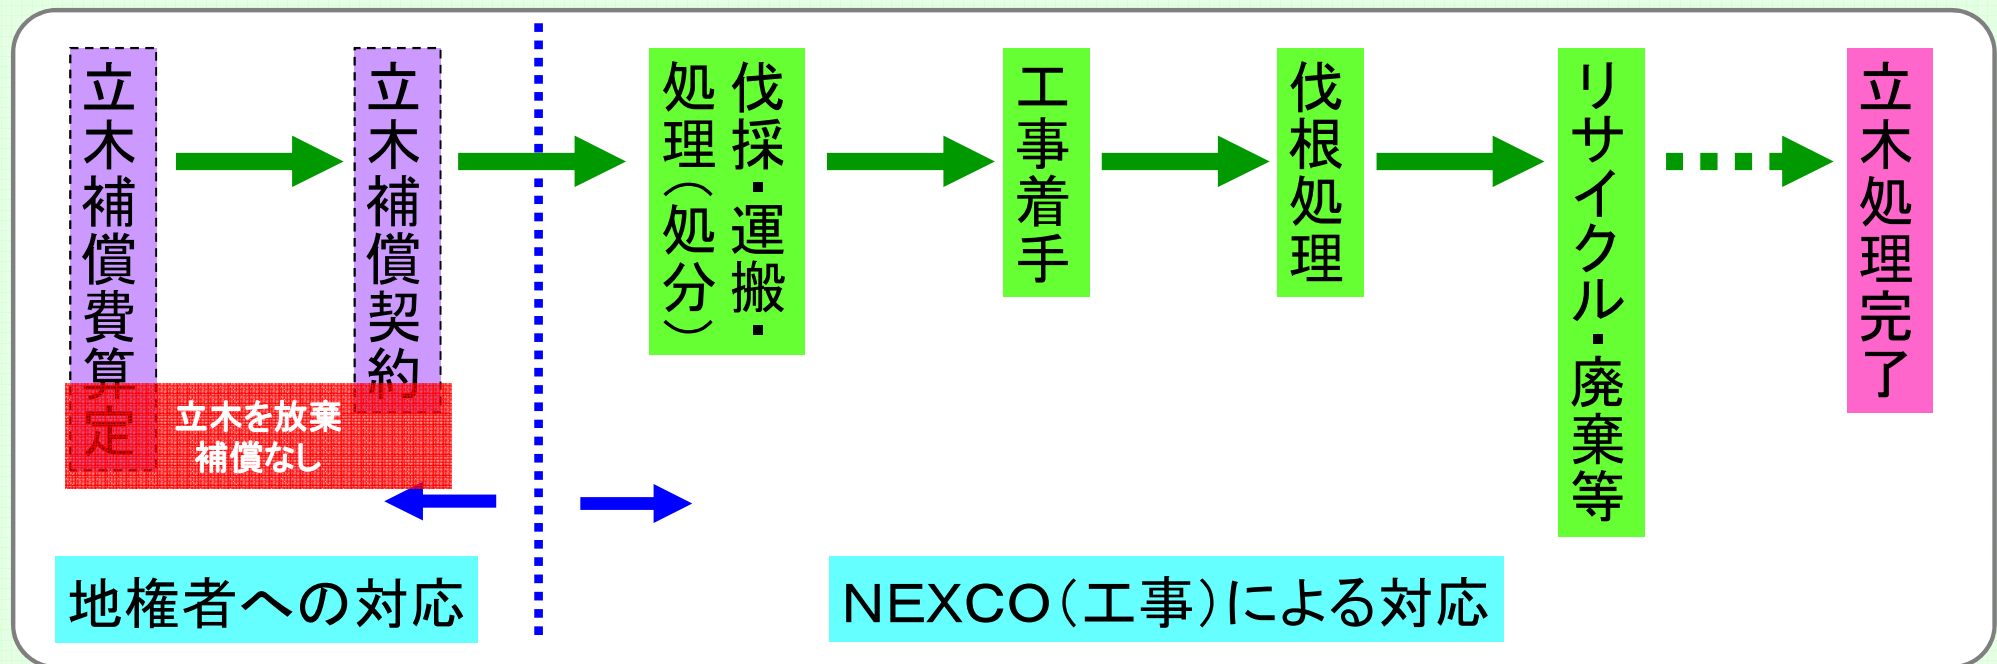 立木補償費算定
立木補償契約
伐採・運搬・
処理（処分）
工事着手
伐根処理
リサイクル・廃棄等
立木処理完了
立木を放棄
補償なし
地権者への対応
NEXCO（工事）による対応